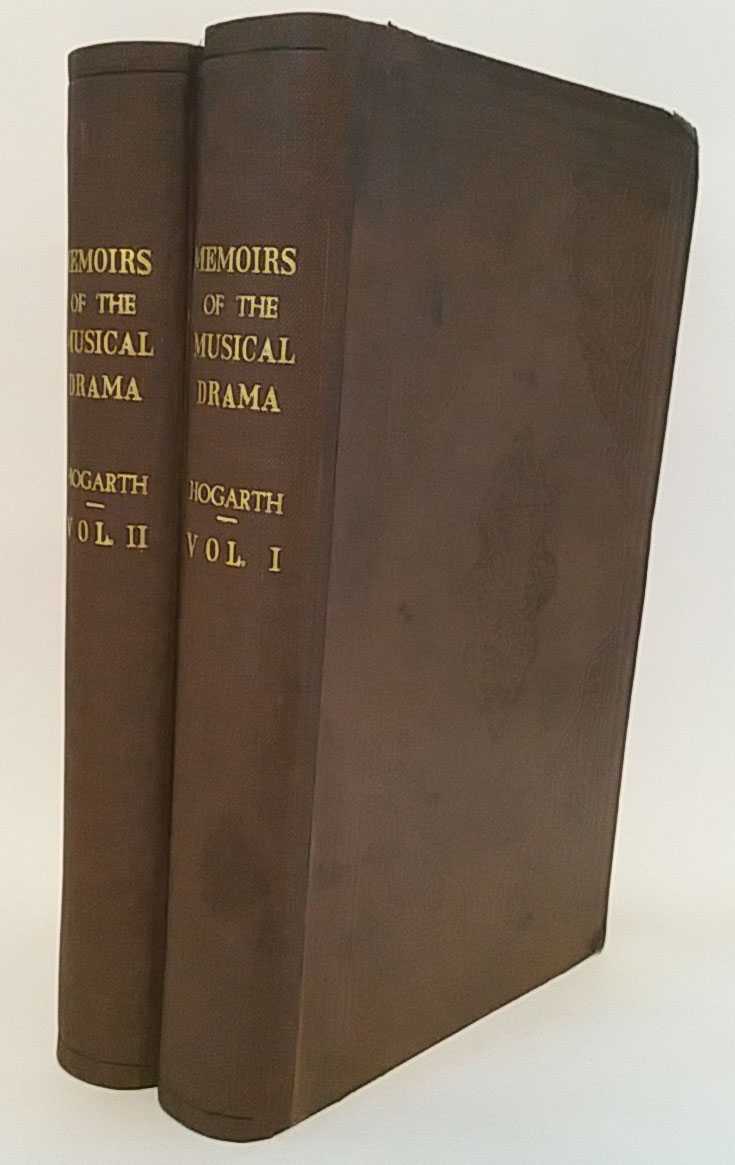 MEMOIRS
OF THE
MUSICAL
DRAMA
HOGARTH
VOL. II
MEMOIRS
OF THE
MUSICAL
DRAMA
HOGARTH
VOL. I